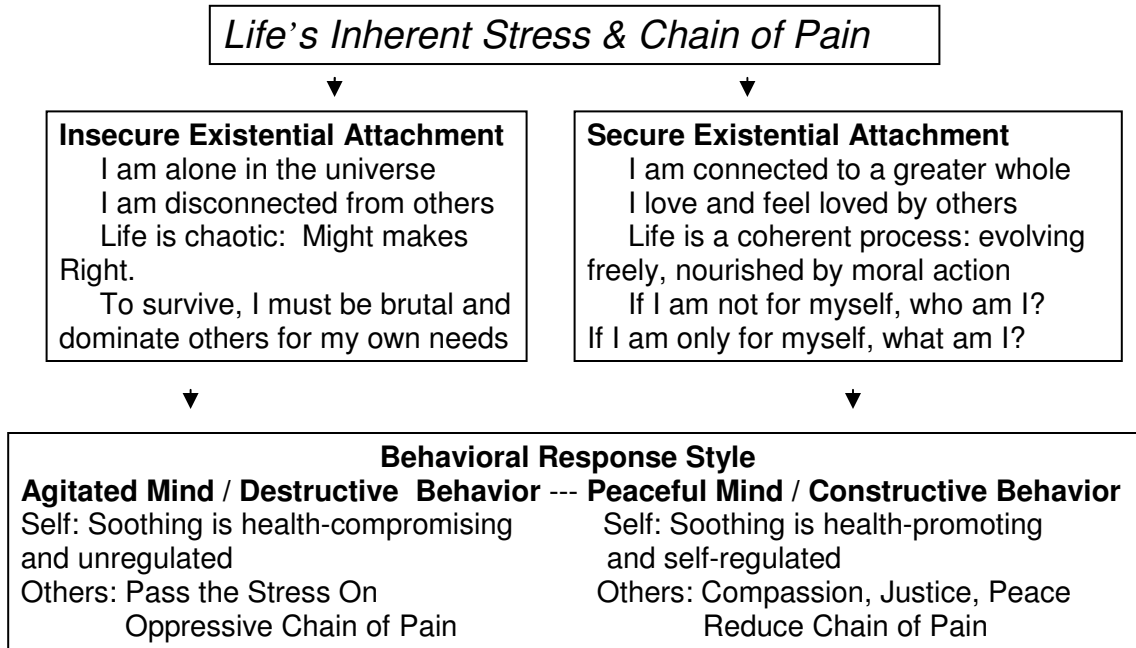 Life's Inherent Stress & Chain of Pain
Insecure Existential Attachment
I am alone in the universe
I am disconnected from others
Life is chaotic: Might makes
Right.
To survive, I must be brutal and
dominate others for my own needs
Secure Existential Attachment
I am connected to a greater whole
I love and feel loved by others
Life is a coherent process: evolving
freely, nourished by moral action
If I am not for myself, who am I?
If I am only for myself, what am I?
Behavioral Response Style
Agitated Mind / Destructive Behavior --- Peaceful Mind / Constructive Behavior
Self: Soothing is health-compromising
and unregulated
Others: Pass the Stress On
Oppressive Chain of Pain
Self: Soothing is health-promoting
and self-regulated
Others: Compassion, Justice, Peace
Reduce Chain of Pain